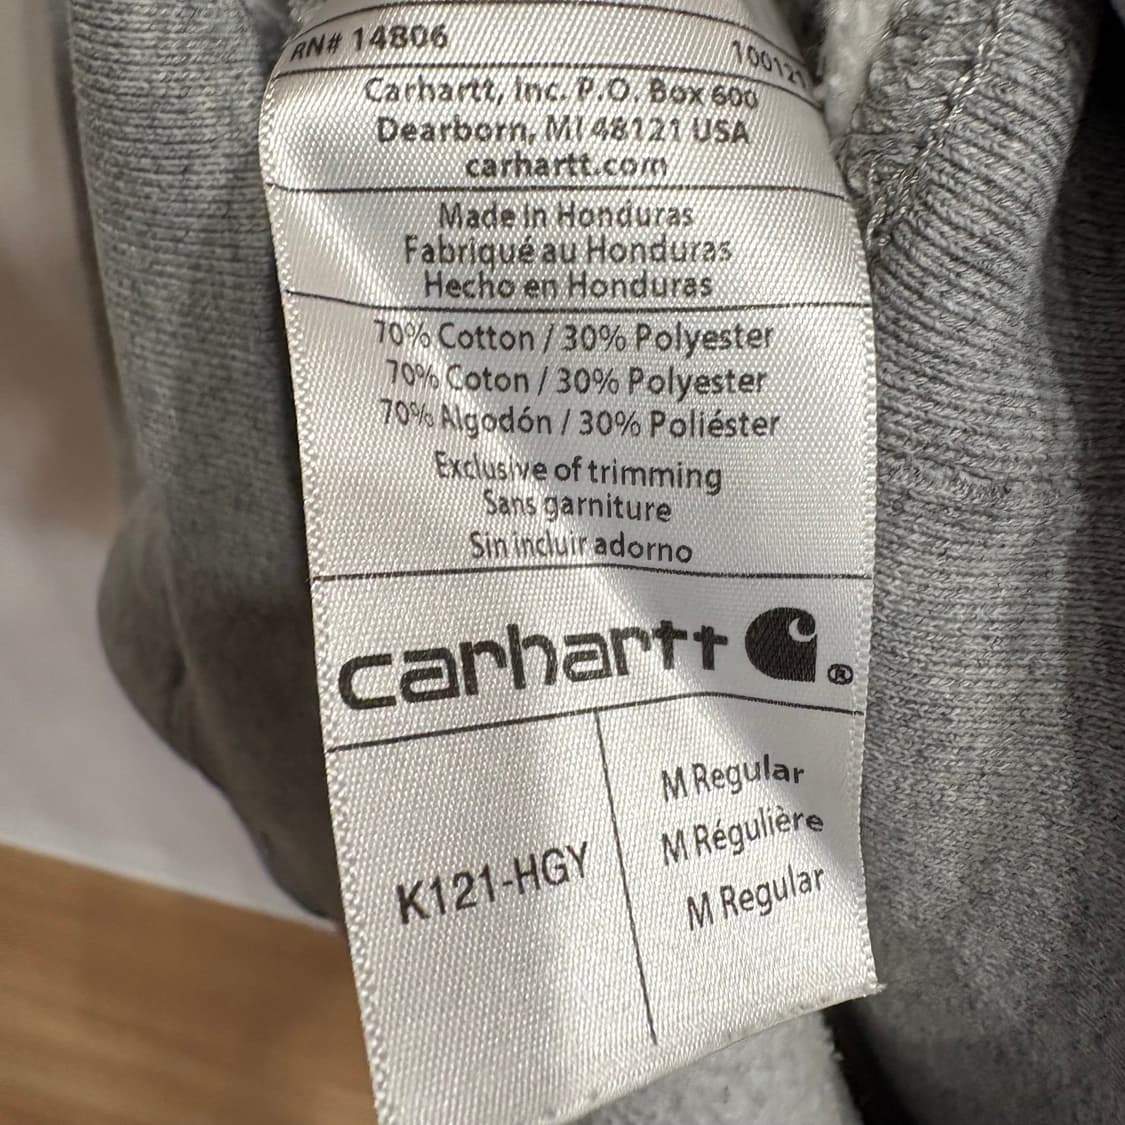 RN# 14806
100121
Carhartt, Inc. P.O. Box 600
Dearborn, MI 48121 USA
carhartt.com
Made in Honduras
Fabriqué au Honduras
Hecho en Honduras
70% Cotton / 30% Polyester
70% Coton / 30% Polyester
70% Algodón / 30% Poliéster
Exclusive of trimming
Sans garniture
Sin incluir adorno
carhartt ®
K121-HGY
M Regular
M Régulière
M Regular